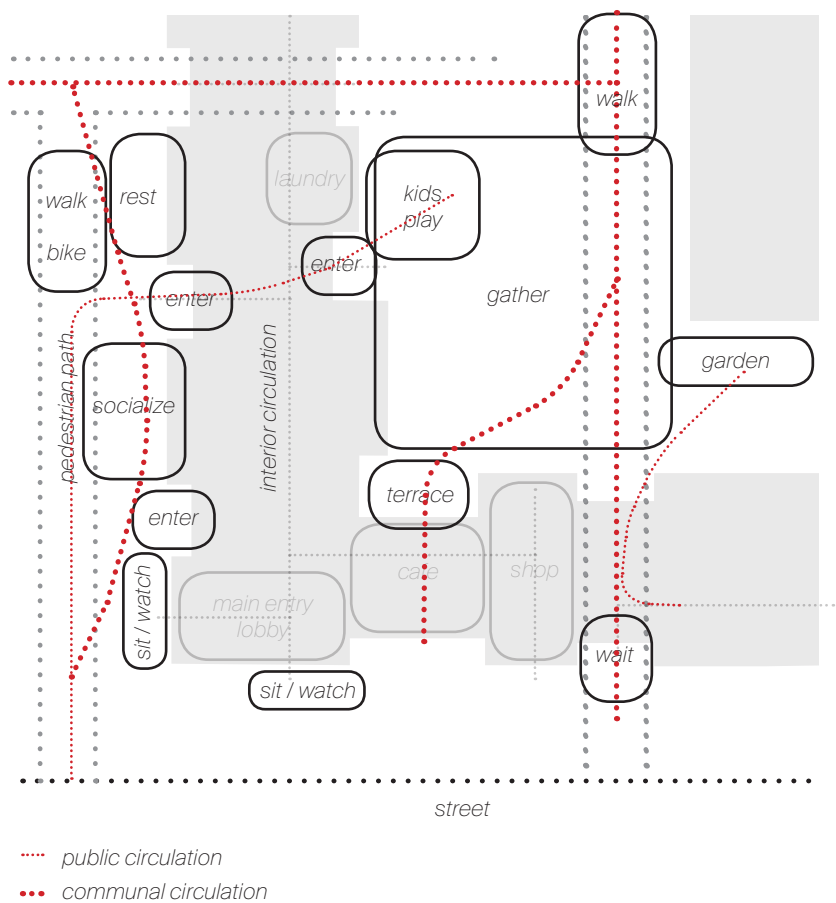 walk
laundry
walk
bike
rest
kids
play
enter
enter
gather
pedestrian path
interior circulation
garden
socialize
terrace
enter
cafe
shop
sit / watch
main entry
lobby
wait
sit / watch
street
public circulation
communal circulation